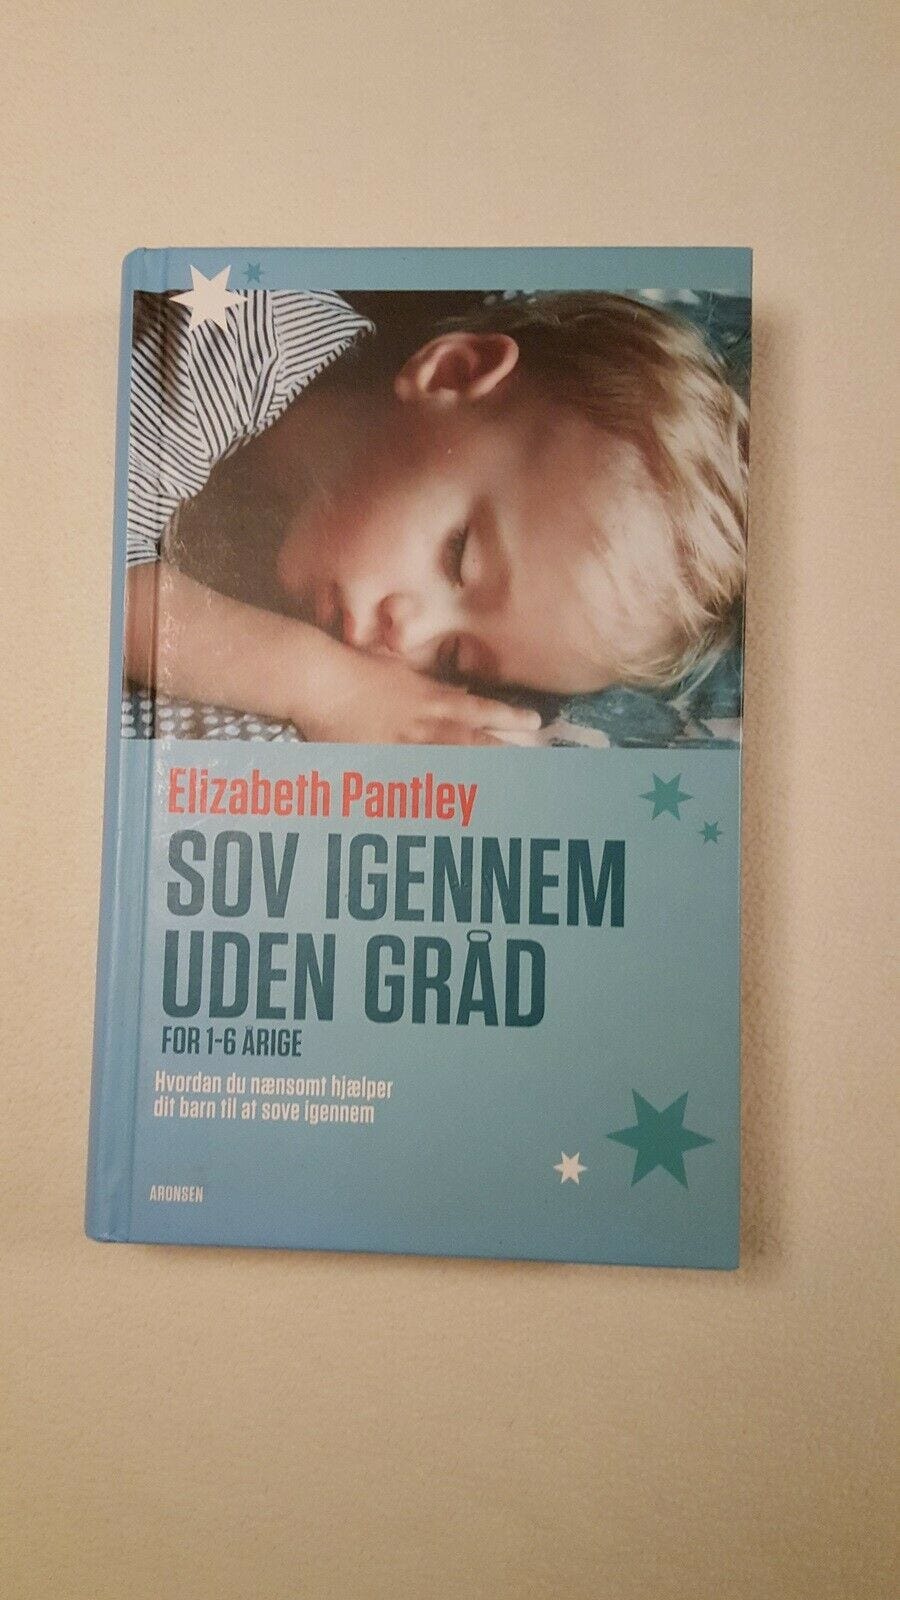 Elizabeth Pantley
SOV IGENNEM
UDEN GRÅD
FOR 1-6 ÅRIGE
Hvordan du nænsomt hjælper
dit barn til at sove igennem
ARONSEN